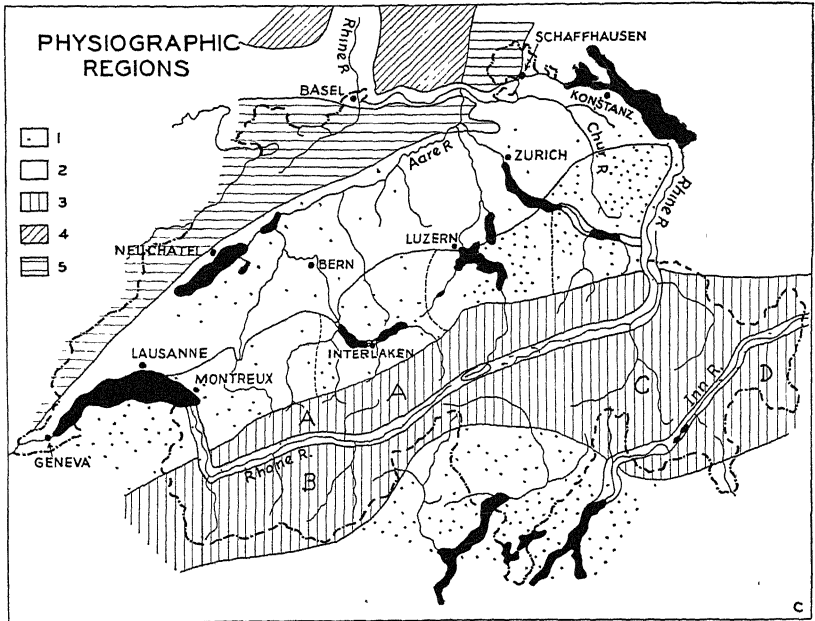 PHYSIOGRAPHIC
REGIONS
Rhine R
SCHAFFHAUSEN
BASEL
KONSTANZ
1
2
3
4
5
Aare R
ZURICH
Chur R
Rhine R
NEUCHATEL
LUZERN
BERN
LAUSANNE
INTERLAKEN
MONTREUX
A
A
C
Inn R.
D
GENEVA
Rhone R.
B
C